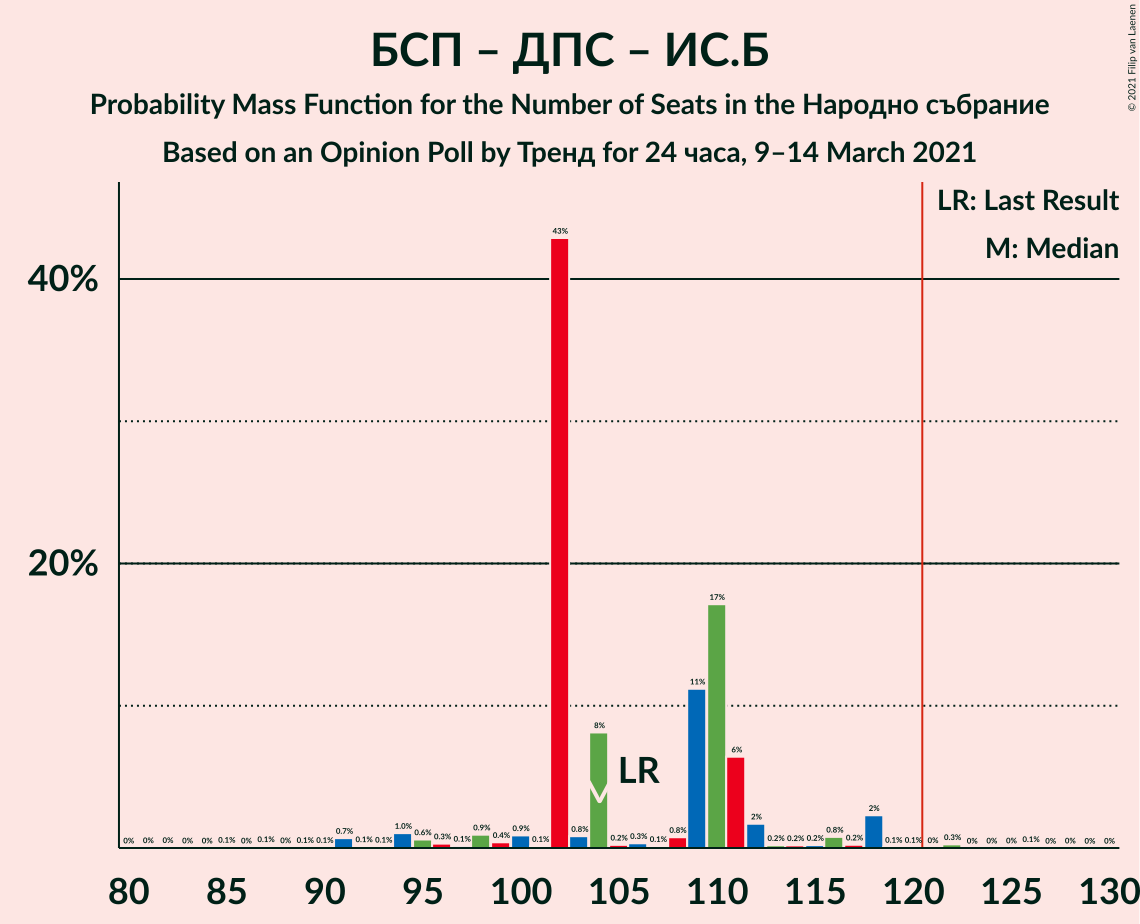 БСП – ДПС – ИС.Б
Probability Mass Function for the Number of Seats in the Народно събрание
Based on an Opinion Poll by Тренд for 24 часа, 9–14 March 2021
© 2021 Filip van Laenen
LR: Last Result
M: Median
40%
20%
43%
8%
LR
11%
17%
6%
0% 0% 0% 0% 0% 0.1% 0% 0.1% 0% 0.1% 0.1% 0.7% 0.1% 0.1% 1.0% 0.6% 0.3% 0.1% 0.9% 0.4% 0.9% 0.1% 0.8% 0.2% 0.3% 0.1% 0.8% 2% 0.2% 0.2% 0.2% 0.8% 0.2% 2% 0.1% 0.1% 0% 0.3% 0% 0% 0% 0.1% 0% 0% 0% 0%
80 85 90 95 100 105 110 115 120 125 130